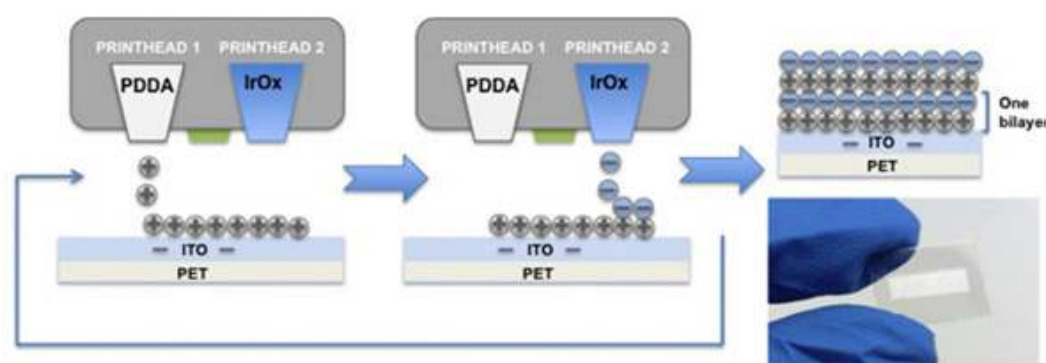 PRINTHEAD 1 PRINTHEAD 2
PDDA IrOx
ITO
PET
PRINTHEAD 1 PRINTHEAD 2
PDDA IrOx
ITO
PET
One
bilayer
ITO
PET